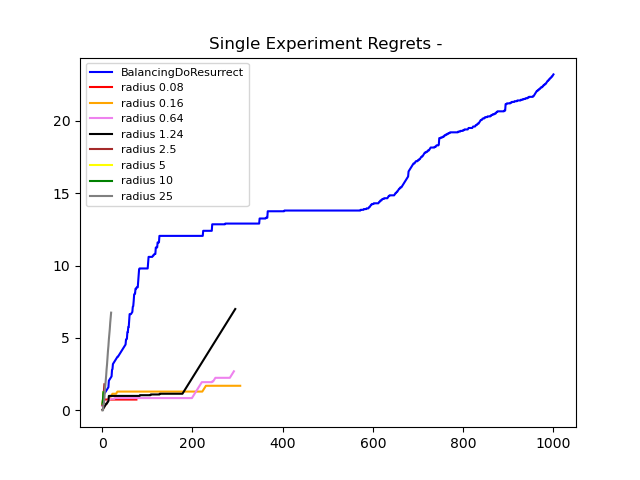 Single Experiment Regrets -
BalancingDoResurrect
radius 0.08
radius 0.16
radius 0.64
radius 1.24
radius 2.5
radius 5
radius 10
radius 25
20
15
10
5
0
0 200 400 600 800 1000